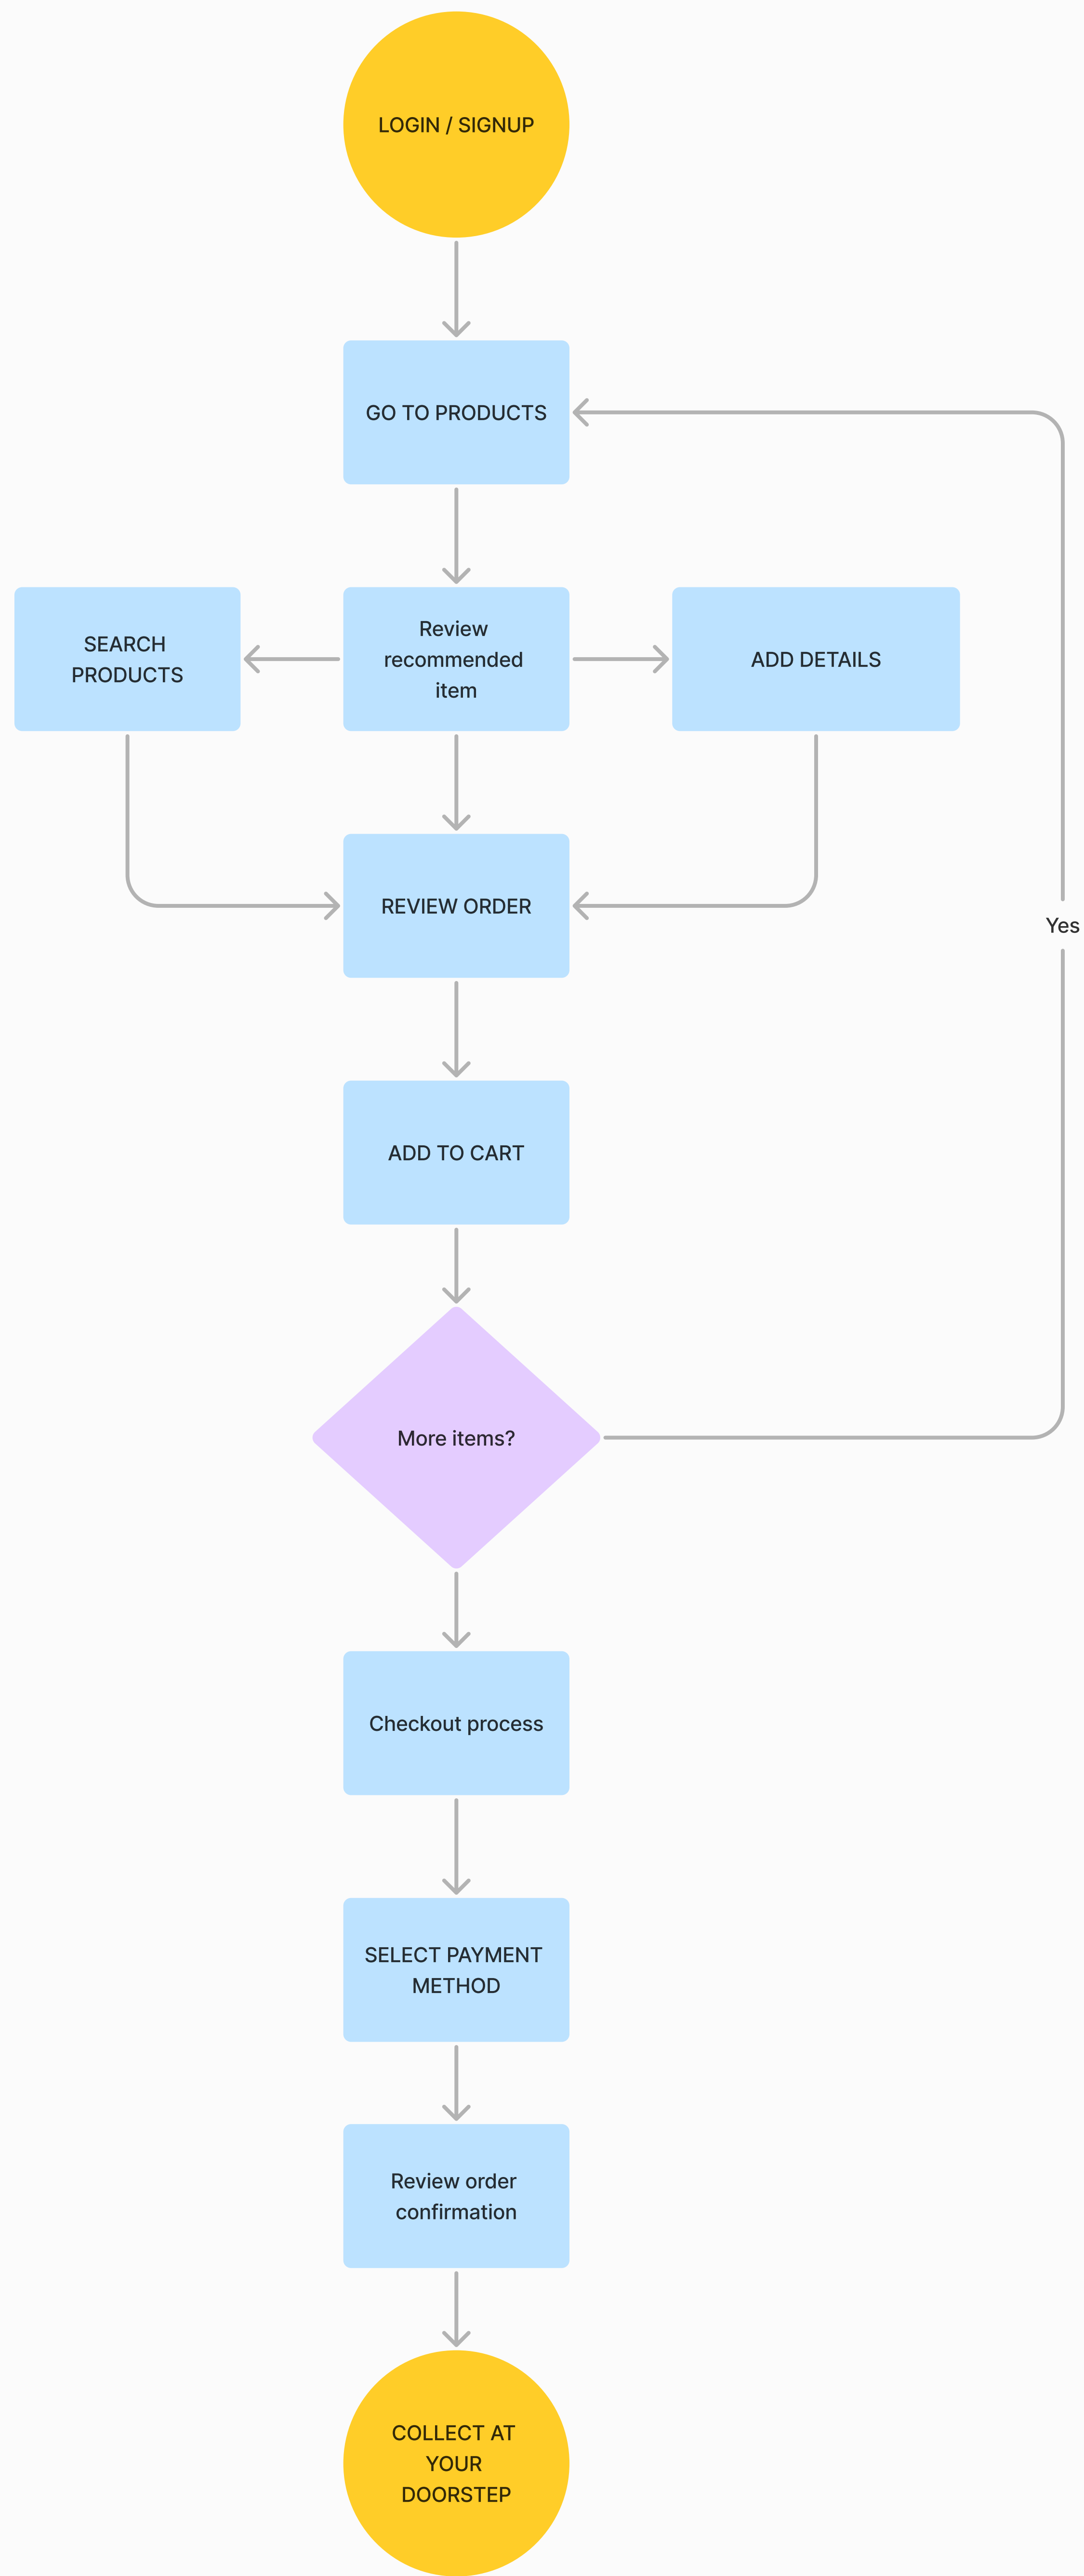 LOGIN / SIGNUP
GO TO PRODUCTS
SEARCH
PRODUCTS
Review
recommended
item
ADD DETAILS
REVIEW ORDER
Yes
ADD TO CART
More items?
Checkout process
SELECT PAYMENT
METHOD
Review order
confirmation
COLLECT AT
YOUR
DOORSTEP